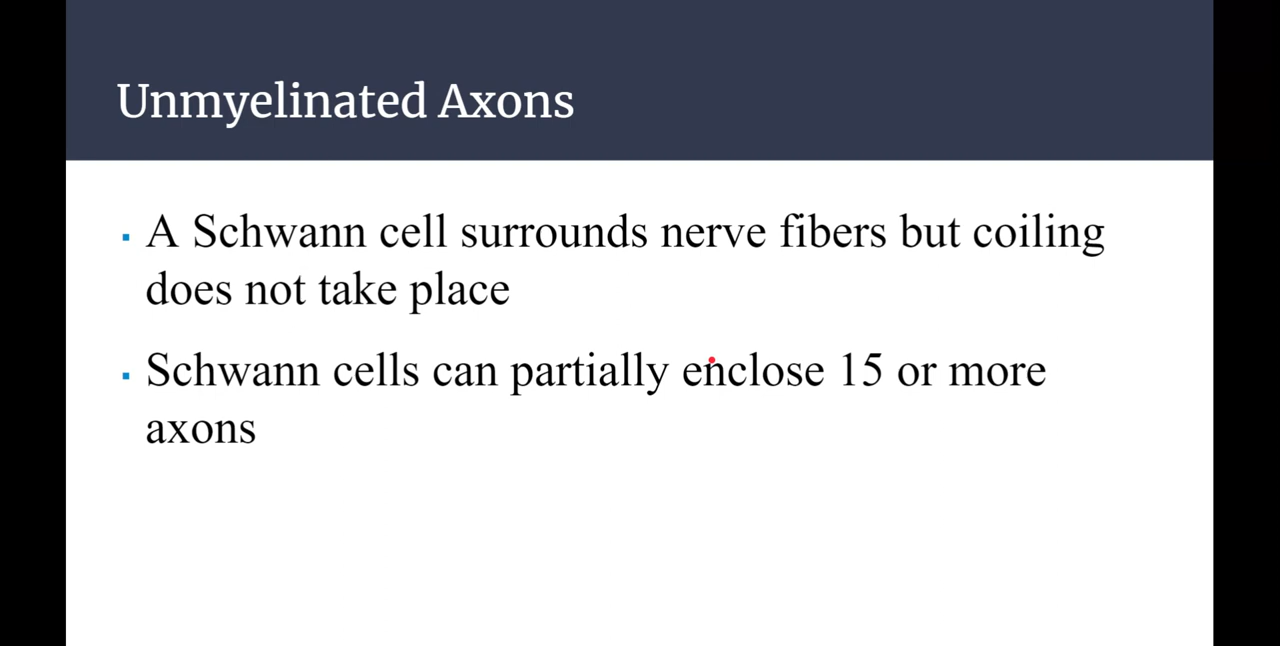 Unmyelinated Axons
▪ A Schwann cell surrounds nerve fibers but coiling
does not take place
▪ Schwann cells can partially enclose 15 or more
axons